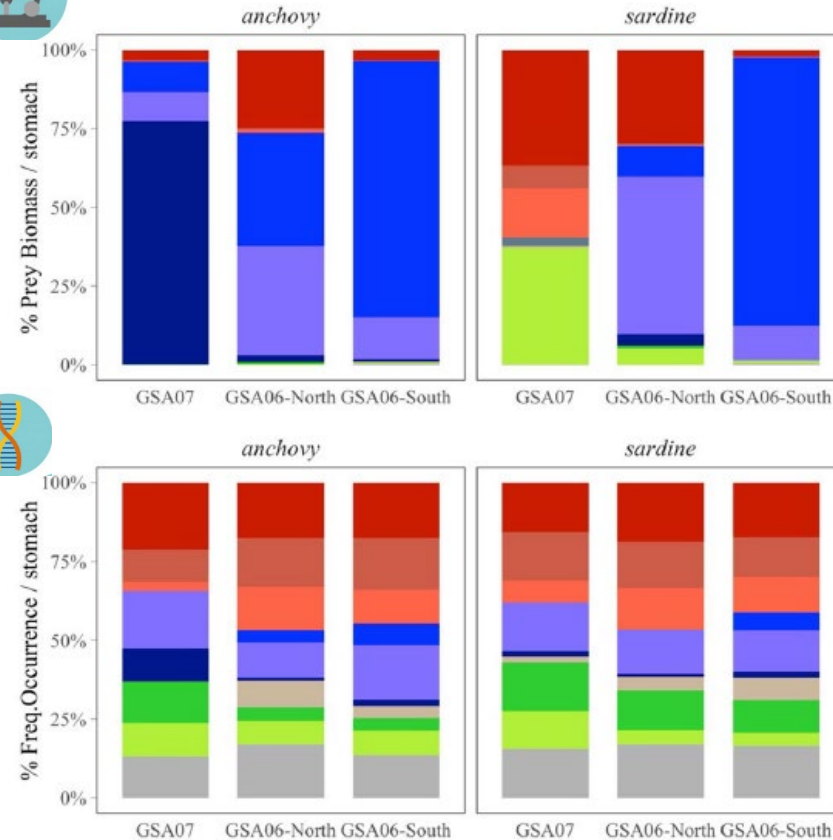 anchovy sardine
100%
75%
50%
25%
0%
% Prey Biomass / stomach
GSA07 GSA06-North GSA06-South GSA07 GSA06-North GSA06-South
anchovy sardine
100%
75%
50%
25%
0%
% Freq.Occurrence / stomach
GSA07 GSA06-North GSA06-South GSA07 GSA06-North GSA06-South